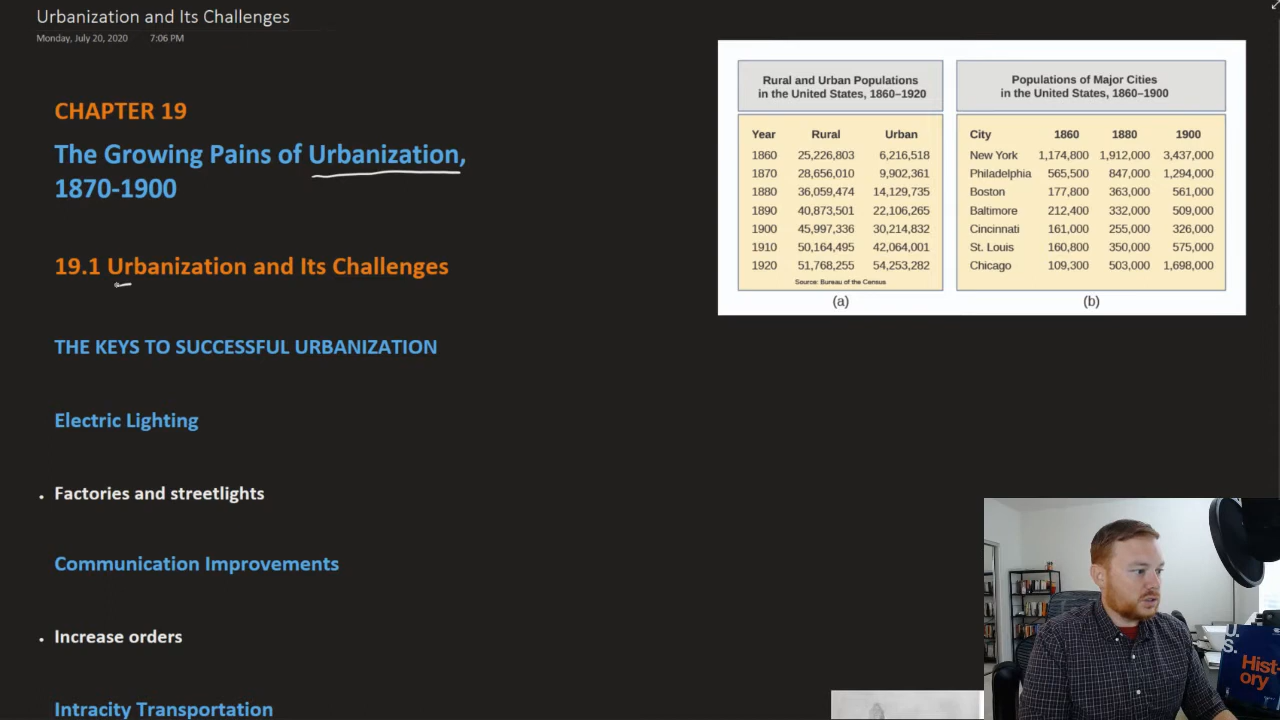 Urbanization and Its Challenges
Monday, July 20, 2020 7:06 PM
CHAPTER 19
The Growing Pains of Urbanization,
1870-1900
19.1 Urbanization and Its Challenges
THE KEYS TO SUCCESSFUL URBANIZATION
Electric Lighting
• Factories and streetlights
Communication Improvements
• Increase orders
Intracity Transportation
Rural and Urban Populations
in the United States, 1860–1920
Year Rural Urban
1860 25,226,803 6,216,518
1870 28,656,010 9,902,361
1880 36,059,474 14,129,735
1890 40,873,501 22,106,265
1900 45,997,336 30,214,832
1910 50,164,495 42,064,001
1920 51,768,255 54,253,282
Source: Bureau of the Census
(a)
Populations of Major Cities
in the United States, 1860–1900
City 1860 1880 1900
New York 1,174,800 1,912,000 3,437,000
Philadelphia 565,500 847,000 1,294,000
Boston 177,800 363,000 561,000
Baltimore 212,400 332,000 509,000
Cincinnati 161,000 255,000 326,000
St. Louis 160,800 350,000 575,000
Chicago 109,300 503,000 1,698,000
(b)
U.
S.
Hist-
ory